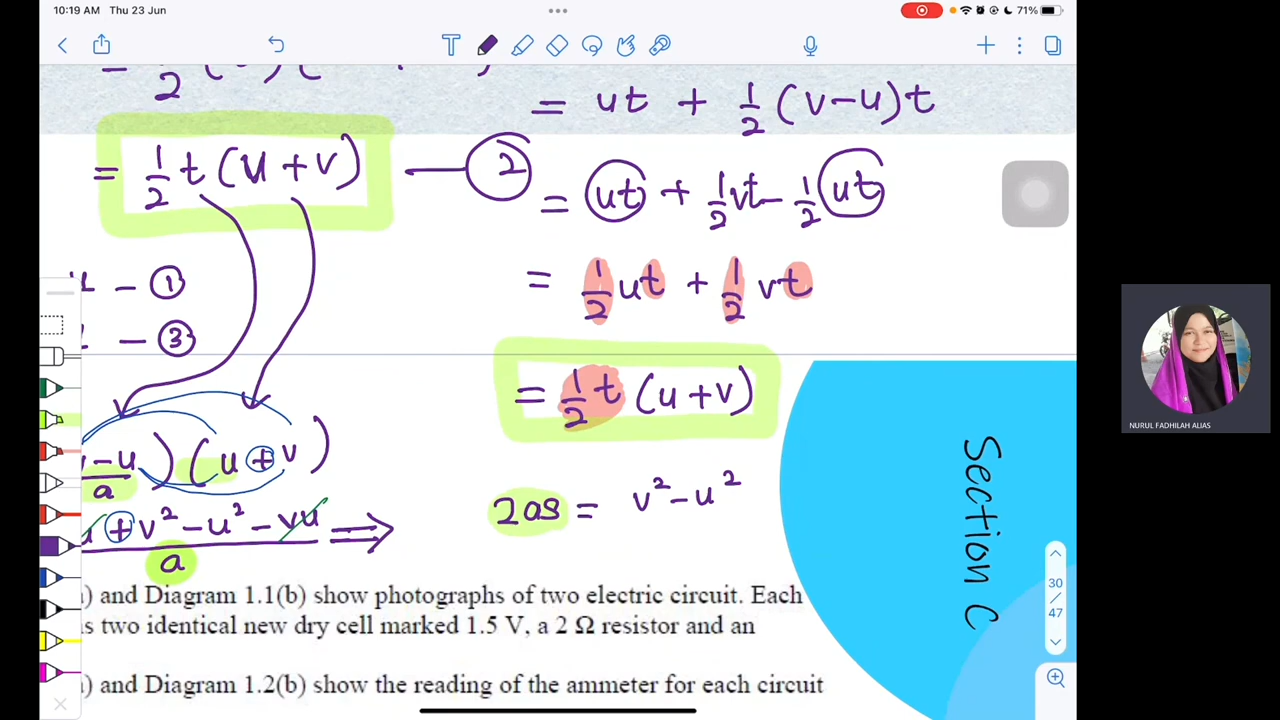 10:19 AM Thu 23 Jun
71%
T
= ut + 1/2 (v-u)t
= 1/2 t (u+v) — 2
= ut + 1/2 vt - 1/2 ut
= 1/2 ut + 1/2 vt
- 1
- 3
= 1/2 t (u+v)
-u ) ( u + v )
a
2as = v² - u²
+ v² - u² - vu ⇒
a
) and Diagram 1.1(b) show photographs of two electric circuit. Each
s two identical new dry cell marked 1.5 V, a 2 Ω resistor and an
) and Diagram 1.2(b) show the reading of the ammeter for each circuit
Section C
30
/
47
NURUL FADHILAH ALIAS